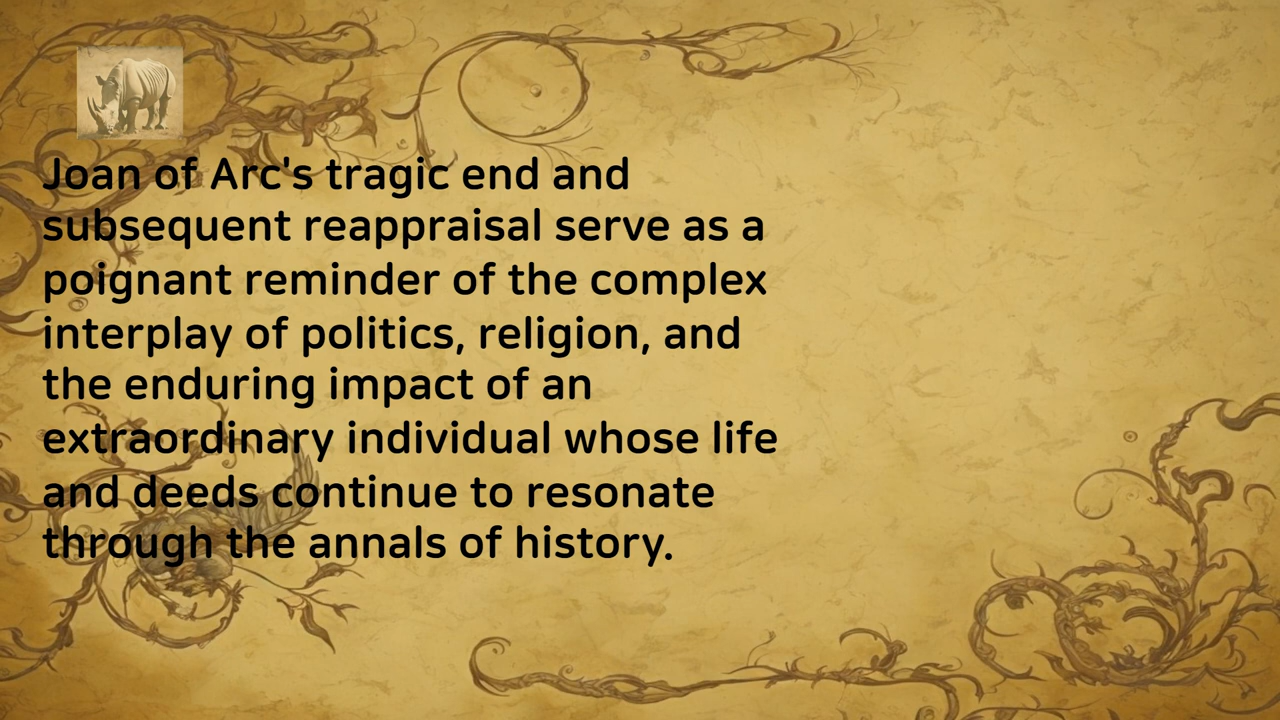 Joan of Arc's tragic end and
subsequent reappraisal serve as a
poignant reminder of the complex
interplay of politics, religion, and
the enduring impact of an
extraordinary individual whose life
and deeds continue to resonate
through the annals of history.